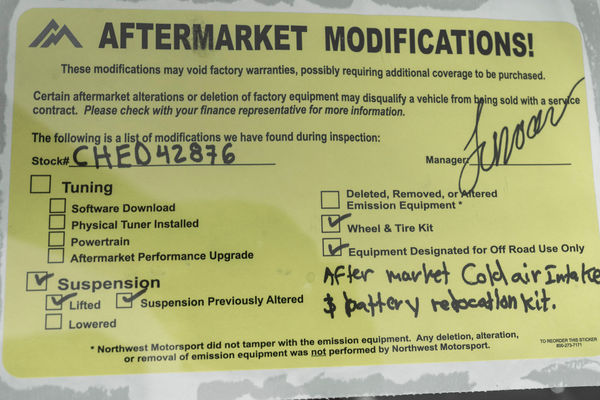 AFTERMARKET MODIFICATIONS!
These modifications may void factory warranties, possibly requiring additional coverage to be purchased.
Certain aftermarket alterations or deletion of factory equipment may disqualify a vehicle from being sold with a service
contract. Please check with your finance representative for more information.
The following is a list of modifications we have found during inspection:
Stock# CHED42876
Manager:
Tuning
Software Download
Physical Tuner Installed
Powertrain
Aftermarket Performance Upgrade
Suspension
Lifted Suspension Previously Altered
Lowered
Deleted, Removed, or Altered
Emission Equipment *
Wheel & Tire Kit
Equipment Designated for Off Road Use Only
After market Cold air Intake
& battery relocation kit.
* Northwest Motorsport did not tamper with the emission equipment. Any deletion, alteration,
or removal of emission equipment was not performed by Northwest Motorsport.
TO REORDER THIS STICKER
800-273-7171